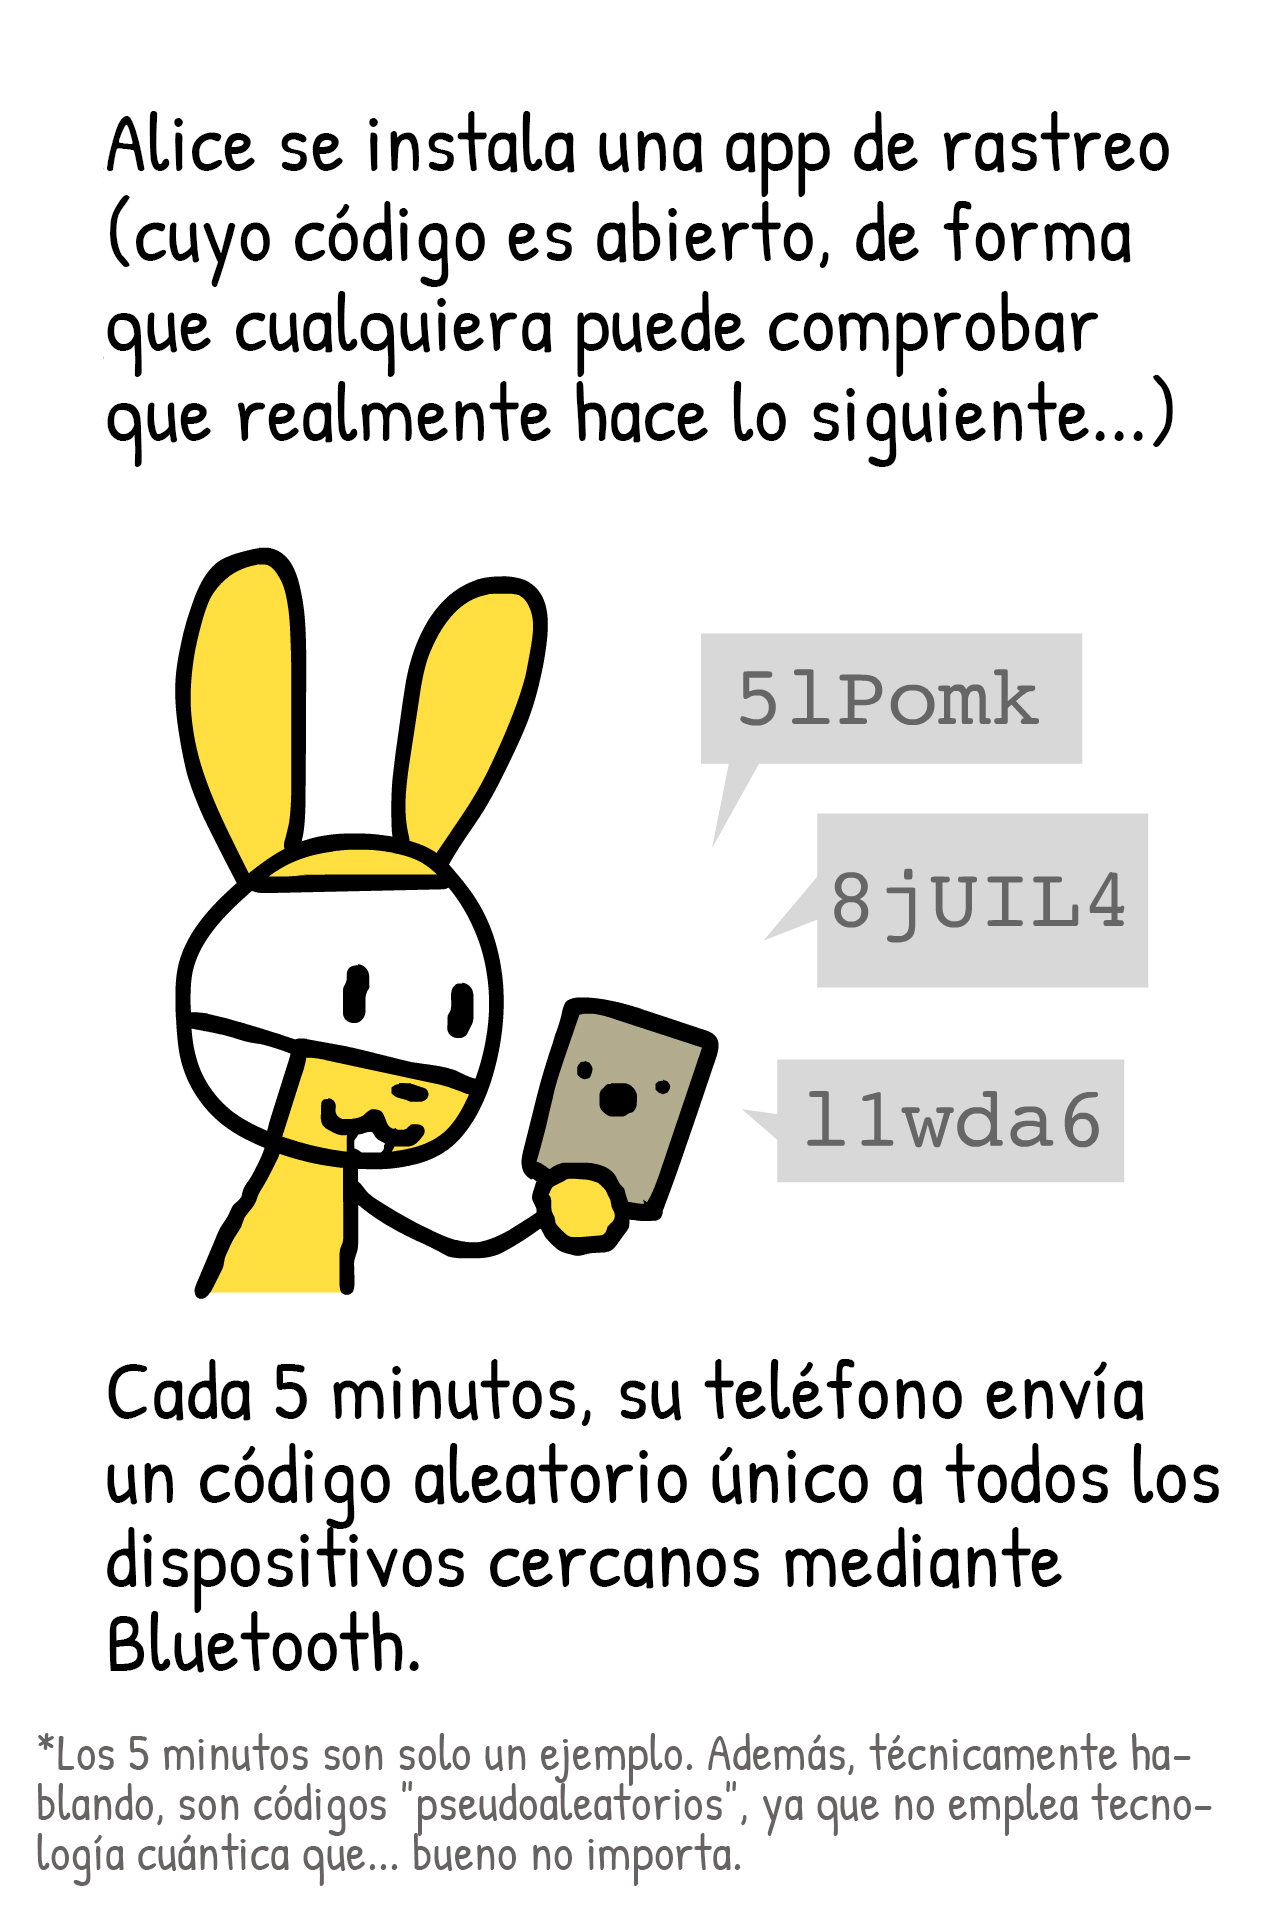 Alice se instala una app de rastreo
(cuyo código es abierto, de forma
que cualquiera puede comprobar
que realmente hace lo siguiente...)
5lPomk
8jUIL4
l1wda6
Cada 5 minutos, su teléfono envía
un código aleatorio único a todos los
dispositivos cercanos mediante
Bluetooth.
*Los 5 minutos son solo un ejemplo. Además, técnicamente ha-
blando, son códigos "pseudoaleatorios", ya que no emplea tecno-
logía cuántica que... bueno no importa.